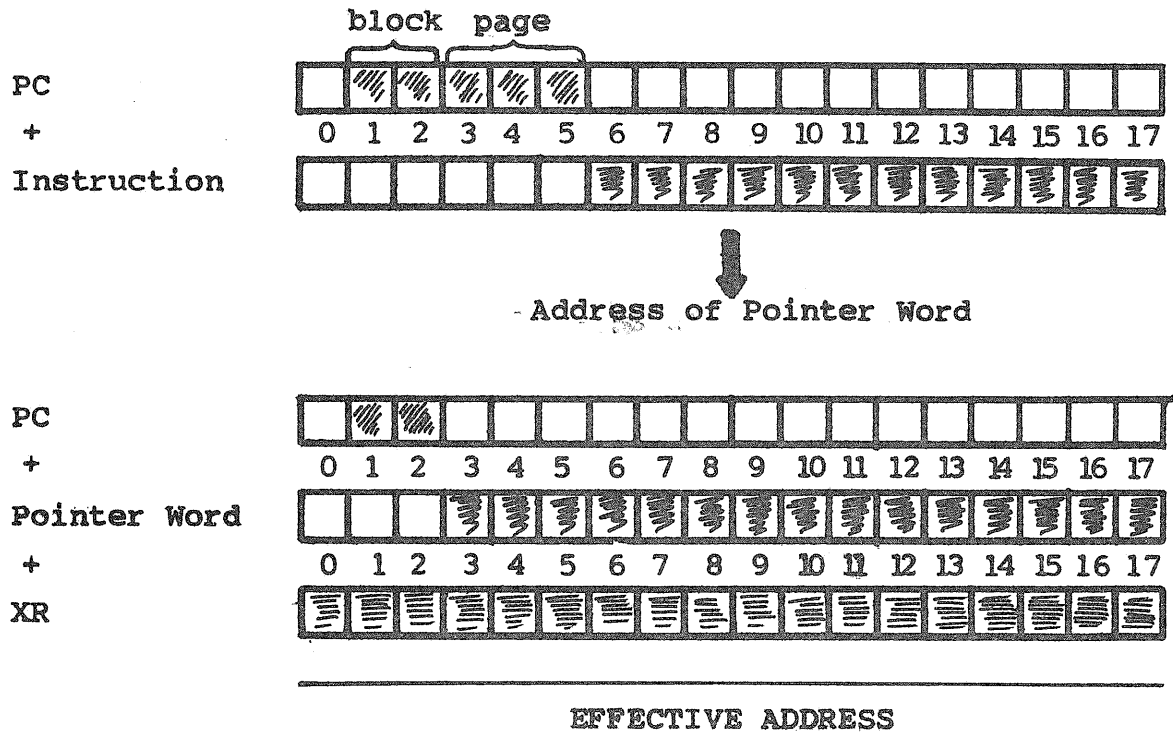 block page
PC
+ 0 1 2 3 4 5 6 7 8 9 10 11 12 13 14 15 16 17
Instruction
Address of Pointer Word
PC
+ 0 1 2 3 4 5 6 7 8 9 10 11 12 13 14 15 16 17
Pointer Word
+ 0 1 2 3 4 5 6 7 8 9 10 11 12 13 14 15 16 17
XR
EFFECTIVE ADDRESS